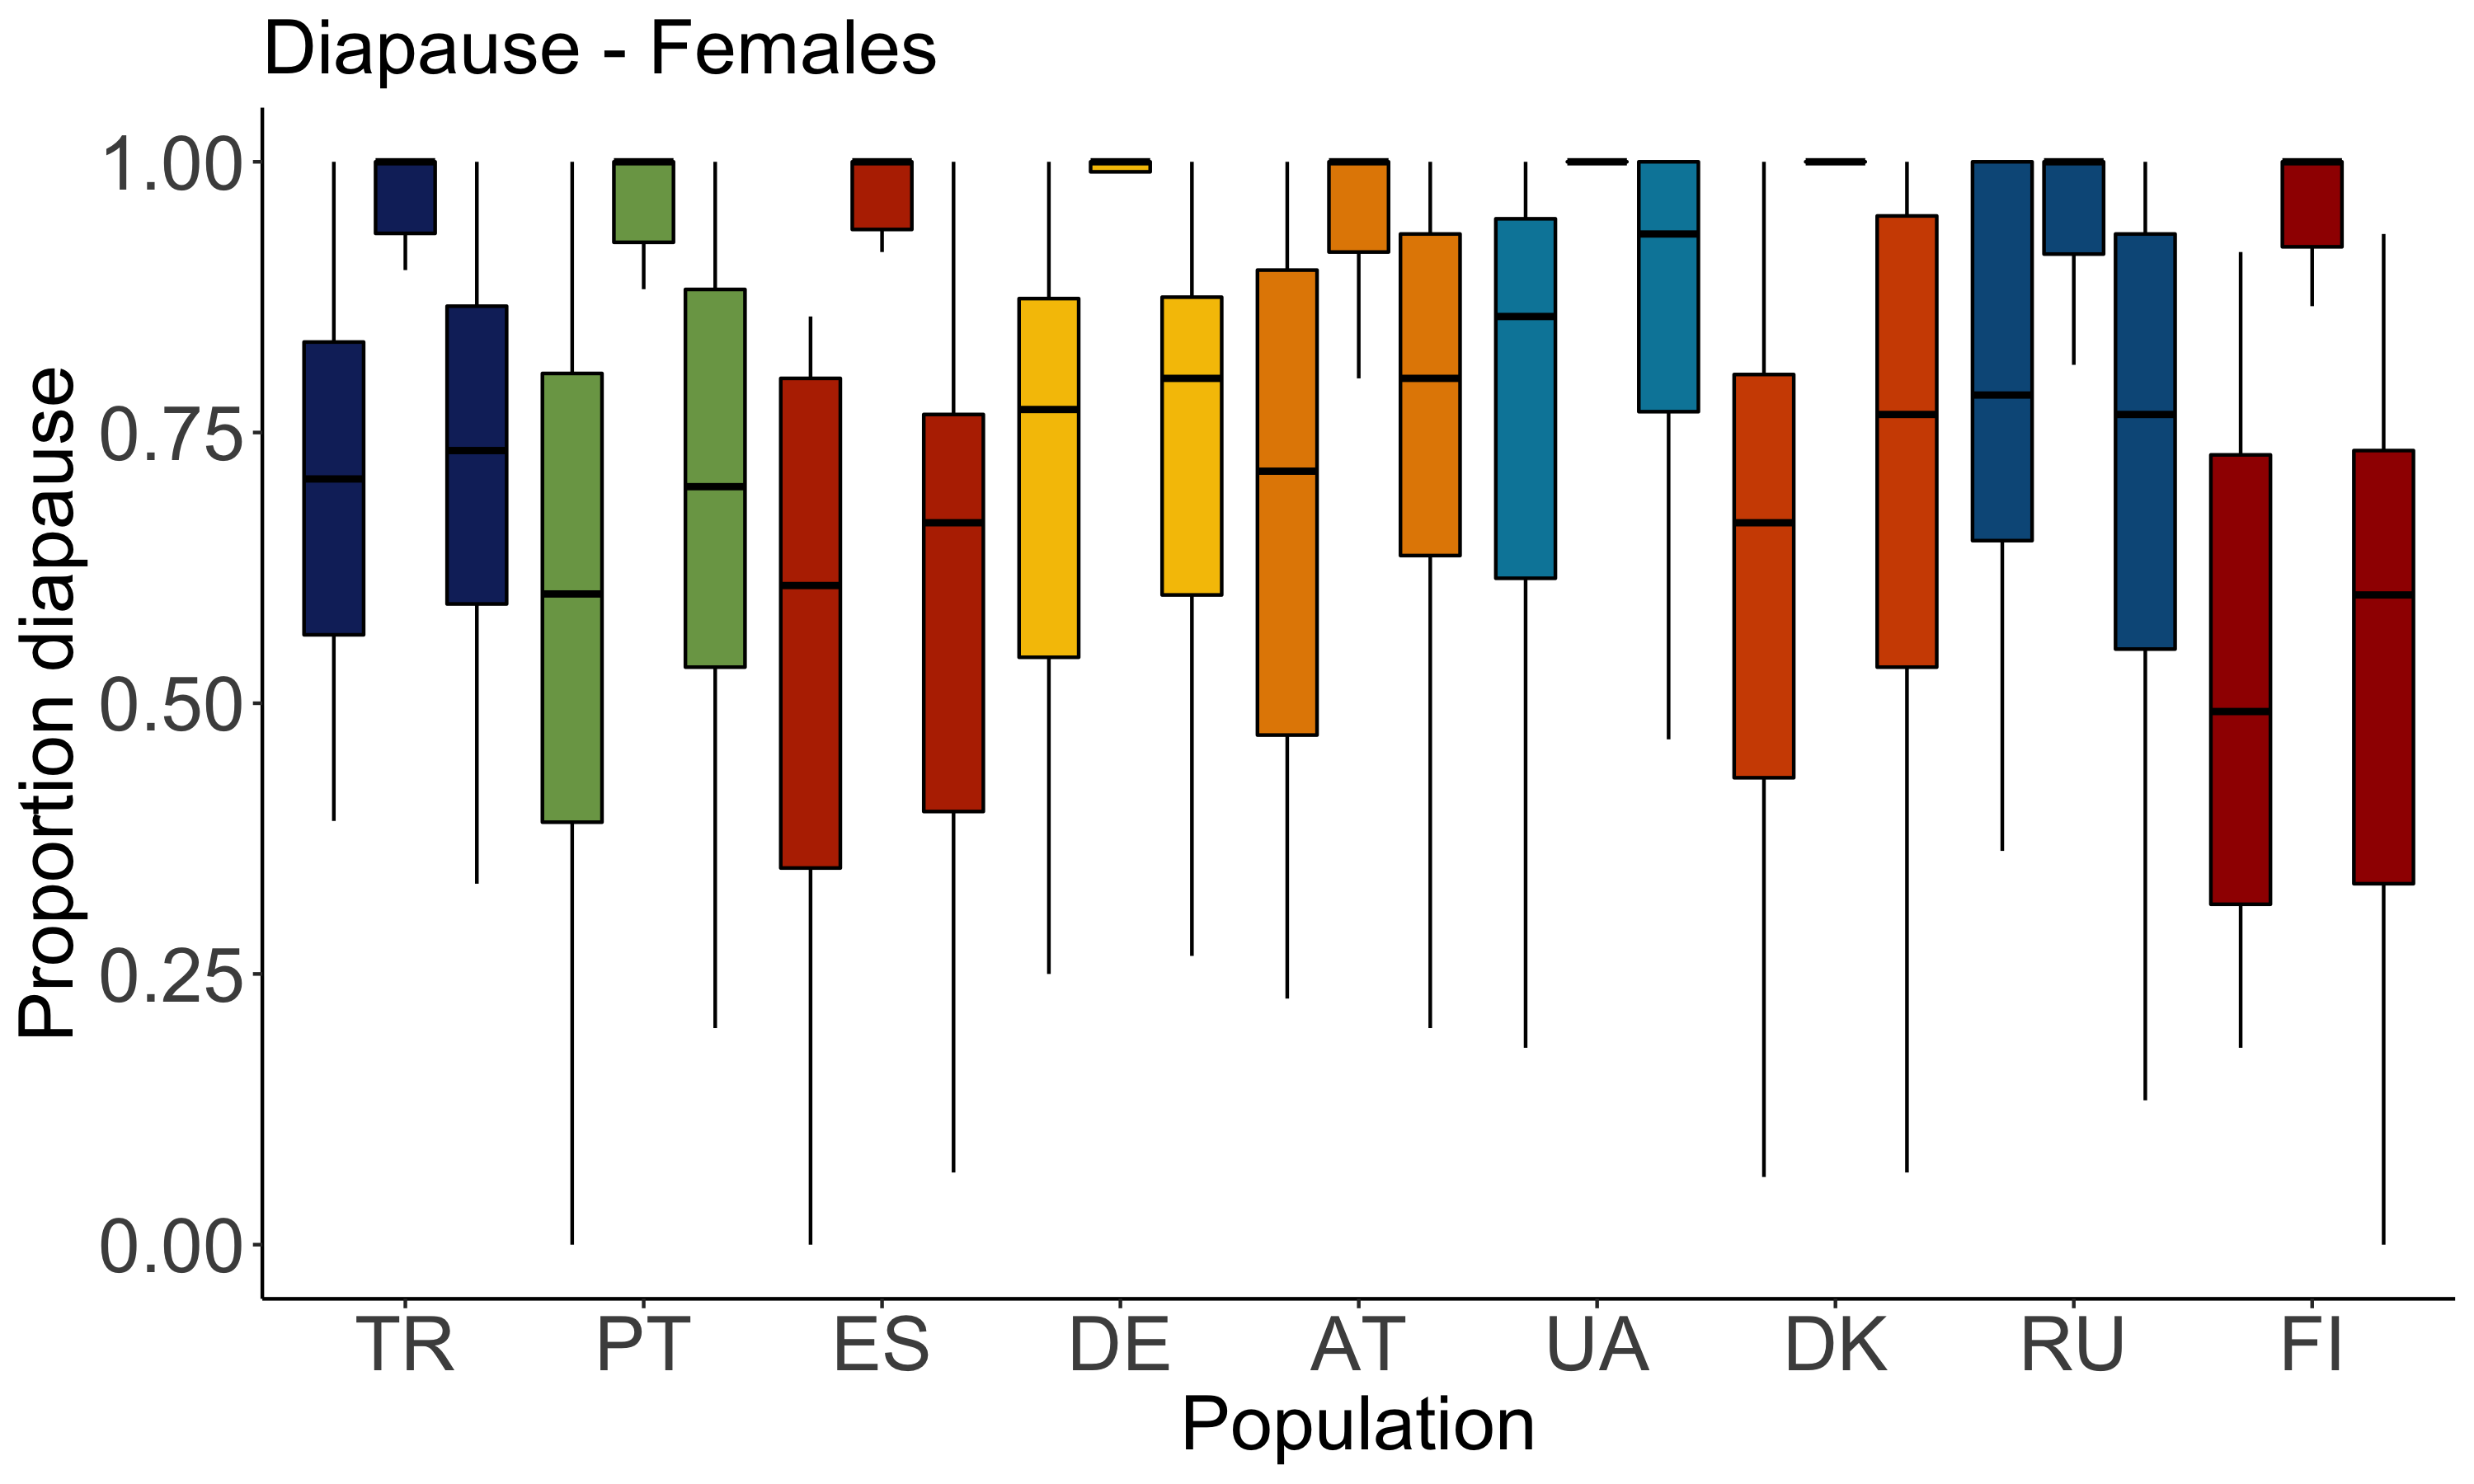 Diapause - Females
Proportion diapause
1.00
0.75
0.50
0.25
0.00
TR PT ES DE AT UA DK RU FI
Population